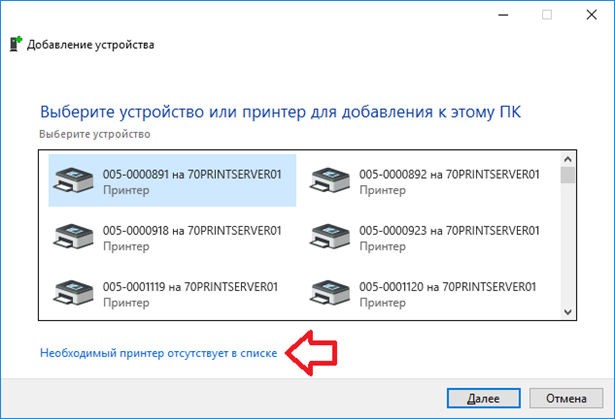 Добавление устройства
Выберите устройство или принтер для добавления к этому ПК
Выберите устройство
005-0000891 на 70PRINTSERVER01
Принтер
005-0000892 на 70PRINTSERVER01
Принтер
005-0000918 на 70PRINTSERVER01
Принтер
005-0000923 на 70PRINTSERVER01
Принтер
005-0001119 на 70PRINTSERVER01
Принтер
005-0001120 на 70PRINTSERVER01
Принтер
Необходимый принтер отсутствует в списке
Далее
Отмена